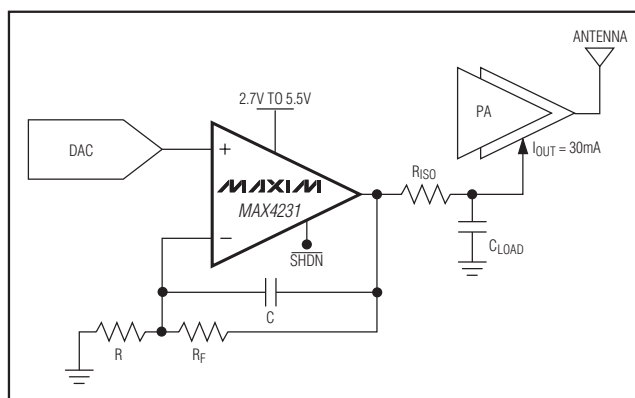 ANTENNA
2.7V TO 5.5V
PA
DAC
+
IOUT = 30mA
RISO
MAXIM
MAX4231
−
SHDN
CLOAD
C
R
RF